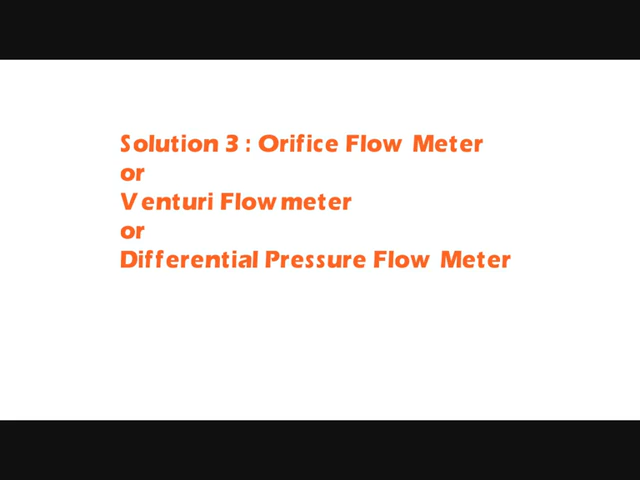 Solution 3 : Orifice Flow Meter
or
Venturi Flowmeter
or
Differential Pressure Flow Meter